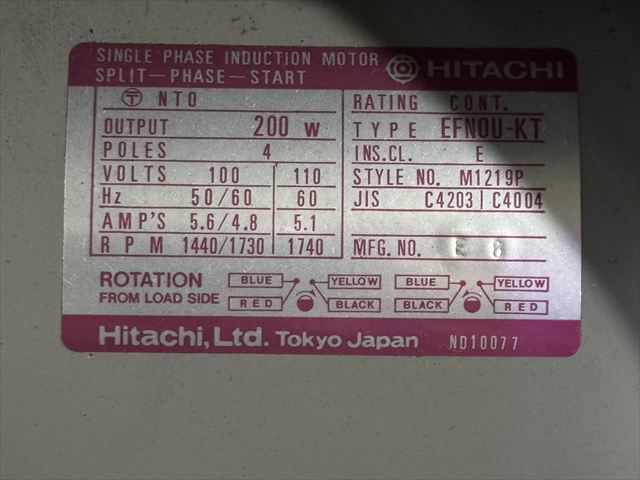 SINGLE PHASE INDUCTION MOTOR
SPLIT-PHASE-START
HITACHI
〒 NTO
OUTPUT 200 W
POLES 4
VOLTS 100 110
Hz 50/60 60
AMP'S 5.6/4.8 5.1
RPM 1440/1730 1740
RATING CONT.
TYPE EFNOU-KT
INS.CL. E
STYLE NO. M1219P
JIS C4203 C4004
MFG. NO. E 6
ROTATION
FROM LOAD SIDE
BLUE YELLOW BLUE YELLOW
RED BLACK BLACK RED
Hitachi, Ltd. Tokyo Japan ND10077